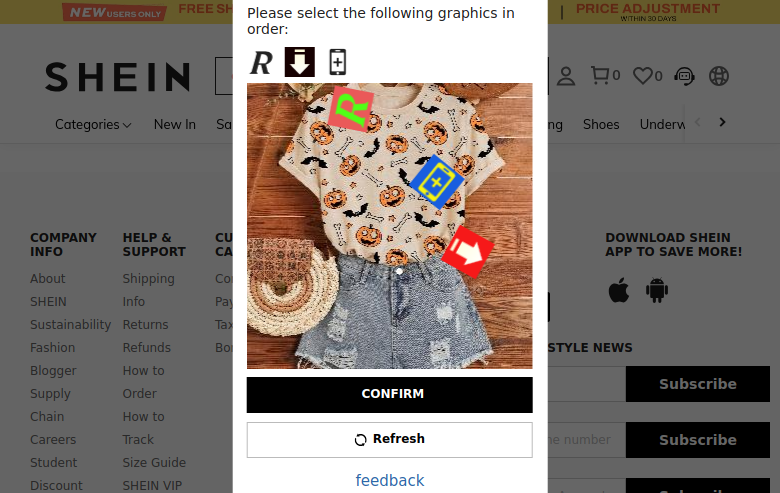 NEW USERS ONLY
FREE SH
PRICE ADJUSTMENT
WITHIN 30 DAYS
Please select the following graphics in
order:
R
SHEIN
0
0
Categories
New In
Sa
ng
Shoes
Underw
R
COMPANY
INFO
About
SHEIN
Sustainability
Fashion
Blogger
Supply
Chain
Careers
Student
Discount
HELP &
SUPPORT
Shipping
Info
Returns
Refunds
How to
Order
How to
Track
Size Guide
SHEIN VIP
CU
CA
Co
Pay
Tax
Bo
CONFIRM
Refresh
feedback
DOWNLOAD SHEIN
APP TO SAVE MORE!
STYLE NEWS
Subscribe
ne number
Subscribe
Subscribe